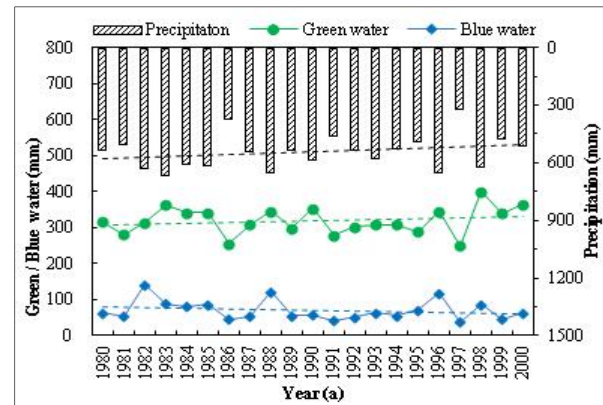 Precipitaton Green water Blue water
800 0
700
600 300
500 600
400
300 900
200 1200
100
0 1500
Green / Blue water (mm)
Precipitation (mm)
1980 1981 1982 1983 1984 1985 1986 1987 1988 1989 1990 1991 1992 1993 1994 1995 1996 1997 1998 1999 2000
Year (a)